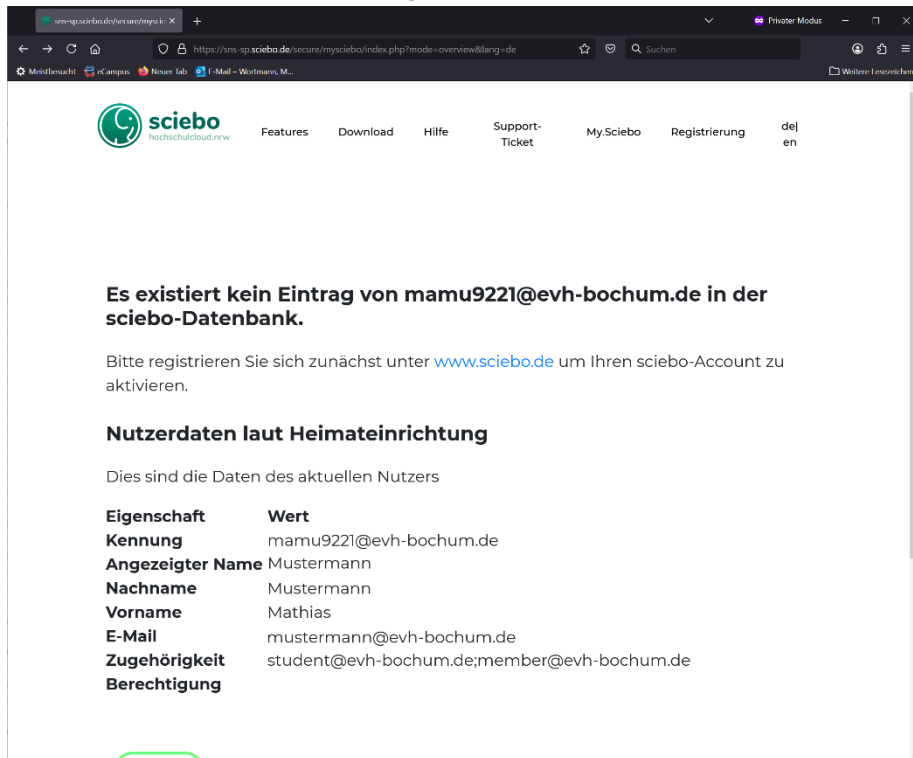 sns-sp.sciebo.de/secure/mysciel
Privater Modus
https://sns-sp.sciebo.de/secure/mysciebo/index.php?mode=overview&lang=de
Suchen
Meistbesucht eCampus Neuer Tab E-Mail – Wortmann, M...
Weitere Lesezeichen
sciebo
hochschulcloud.nrw
Features Download Hilfe Support-Ticket My.Sciebo Registrierung de| en
Es existiert kein Eintrag von mamu9221@evh-bochum.de in der
sciebo-Datenbank.
Bitte registrieren Sie sich zunächst unter www.sciebo.de um Ihren sciebo-Account zu
aktivieren.
Nutzerdaten laut Heimateinrichtung
Dies sind die Daten des aktuellen Nutzers
Eigenschaft Wert
Kennung mamu9221@evh-bochum.de
Angezeigter Name Mustermann
Nachname Mustermann
Vorname Mathias
E-Mail mustermann@evh-bochum.de
Zugehörigkeit student@evh-bochum.de;member@evh-bochum.de
Berechtigung